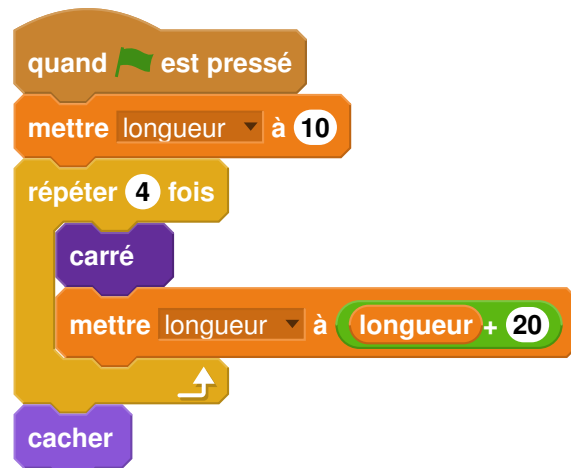 quand est pressé
mettre longueur à 10
répéter 4 fois
carré
mettre longueur à longueur + 20
cacher